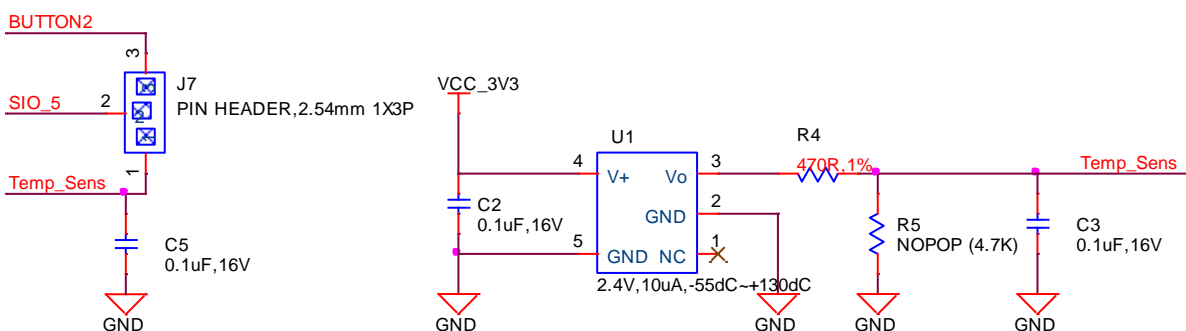 BUTTON2
3
J7
PIN HEADER,2.54mm 1X3P
SIO_5
2
1
Temp_Sens
C5
0.1uF,16V
GND
VCC_3V3
U1
4
V+
Vo
3
GND
2
5
GND
NC
1
2.4V,10uA,-55dC~+130dC
C2
0.1uF,16V
GND
GND
R4
470R,1%
Temp_Sens
R5
NOPOP (4.7K)
GND
C3
0.1uF,16V
GND